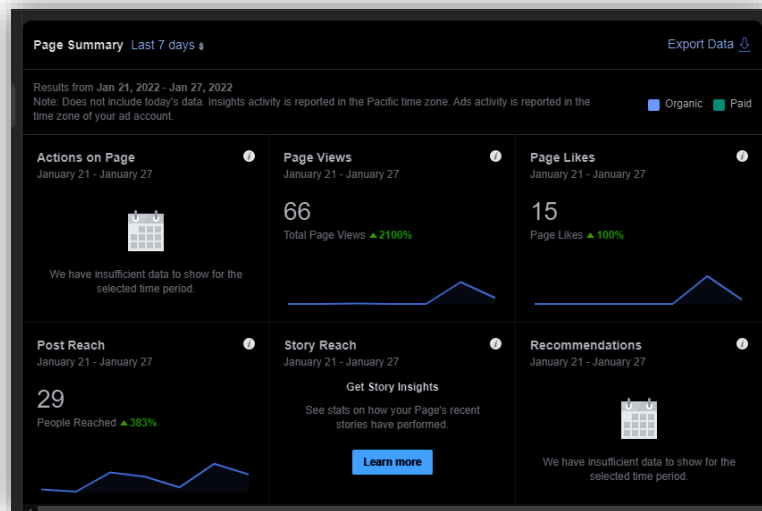 Page Summary Last 7 days
Export Data
Results from Jan 21, 2022 - Jan 27, 2022
Note: Does not include today's data. Insights activity is reported in the Pacific time zone. Ads activity is reported in the
time zone of your ad account.
Organic Paid
Actions on Page
January 21 - January 27
We have insufficient data to show for the
selected time period.
Page Views
January 21 - January 27
66
Total Page Views ▲2100%
Page Likes
January 21 - January 27
15
Page Likes ▲100%
Post Reach
January 21 - January 27
29
People Reached ▲383%
Story Reach
January 21 - January 27
Get Story Insights
See stats on how your Page's recent
stories have performed.
Learn more
Recommendations
January 21 - January 27
We have insufficient data to show for the
selected time period.